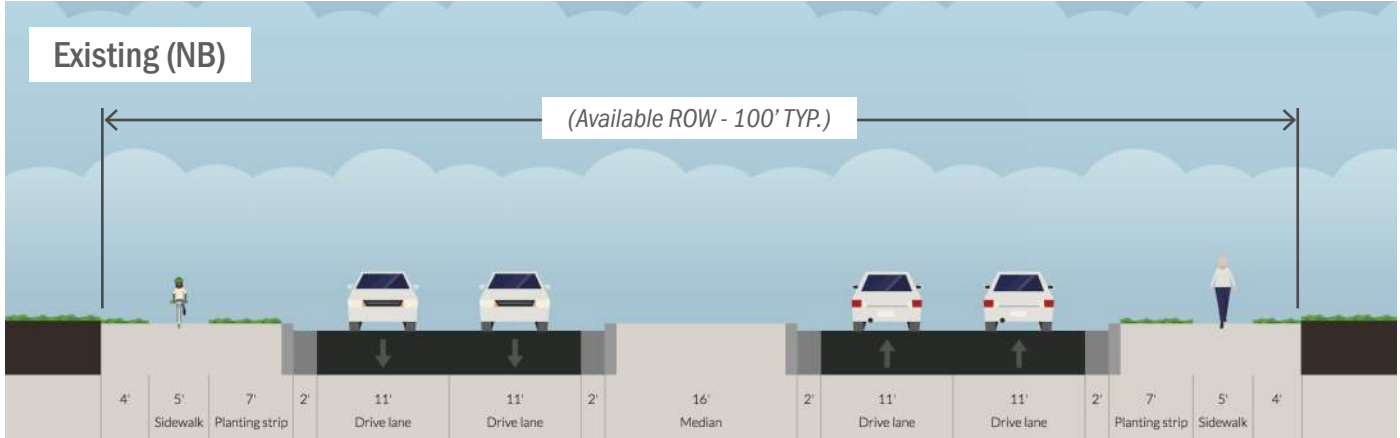 Existing (NB)
(Available ROW - 100' TYP.)
4' 5' 7' 2' 11' 11' 2' 16' 2' 11' 11' 2' 7' 5' 4'
Sidewalk Planting strip Drive lane Drive lane Median Drive lane Drive lane Planting strip Sidewalk